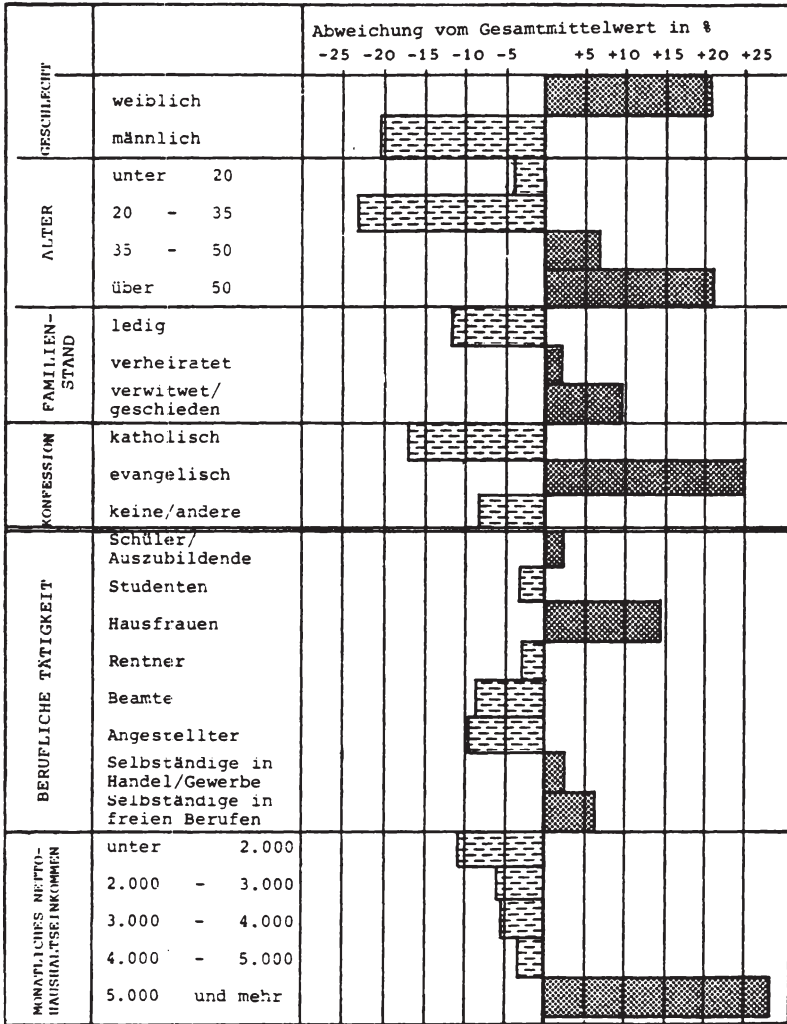 Abweichung vom Gesamtmittelwert in %
-25 -20 -15 -10 -5 +5 +10 +15 +20 +25
GESCHLECHT
weiblich
männlich
ALTER
unter 20
20 - 35
35 - 50
über 50
FAMILIEN-
STAND
ledig
verheiratet
verwitwet/
geschieden
KONFESSION
katholisch
evangelisch
keine/andere
BERUFLICHE TÄTIGKEIT
Schüler/
Auszubildende
Studenten
Hausfrauen
Rentner
Beamte
Angestellter
Selbständige in
Handel/Gewerbe
Selbständige in
freien Berufen
MONATLICHES NETTO-
HAUSHALTSEINKOMMEN
unter 2.000
2.000 - 3.000
3.000 - 4.000
4.000 - 5.000
5.000 und mehr